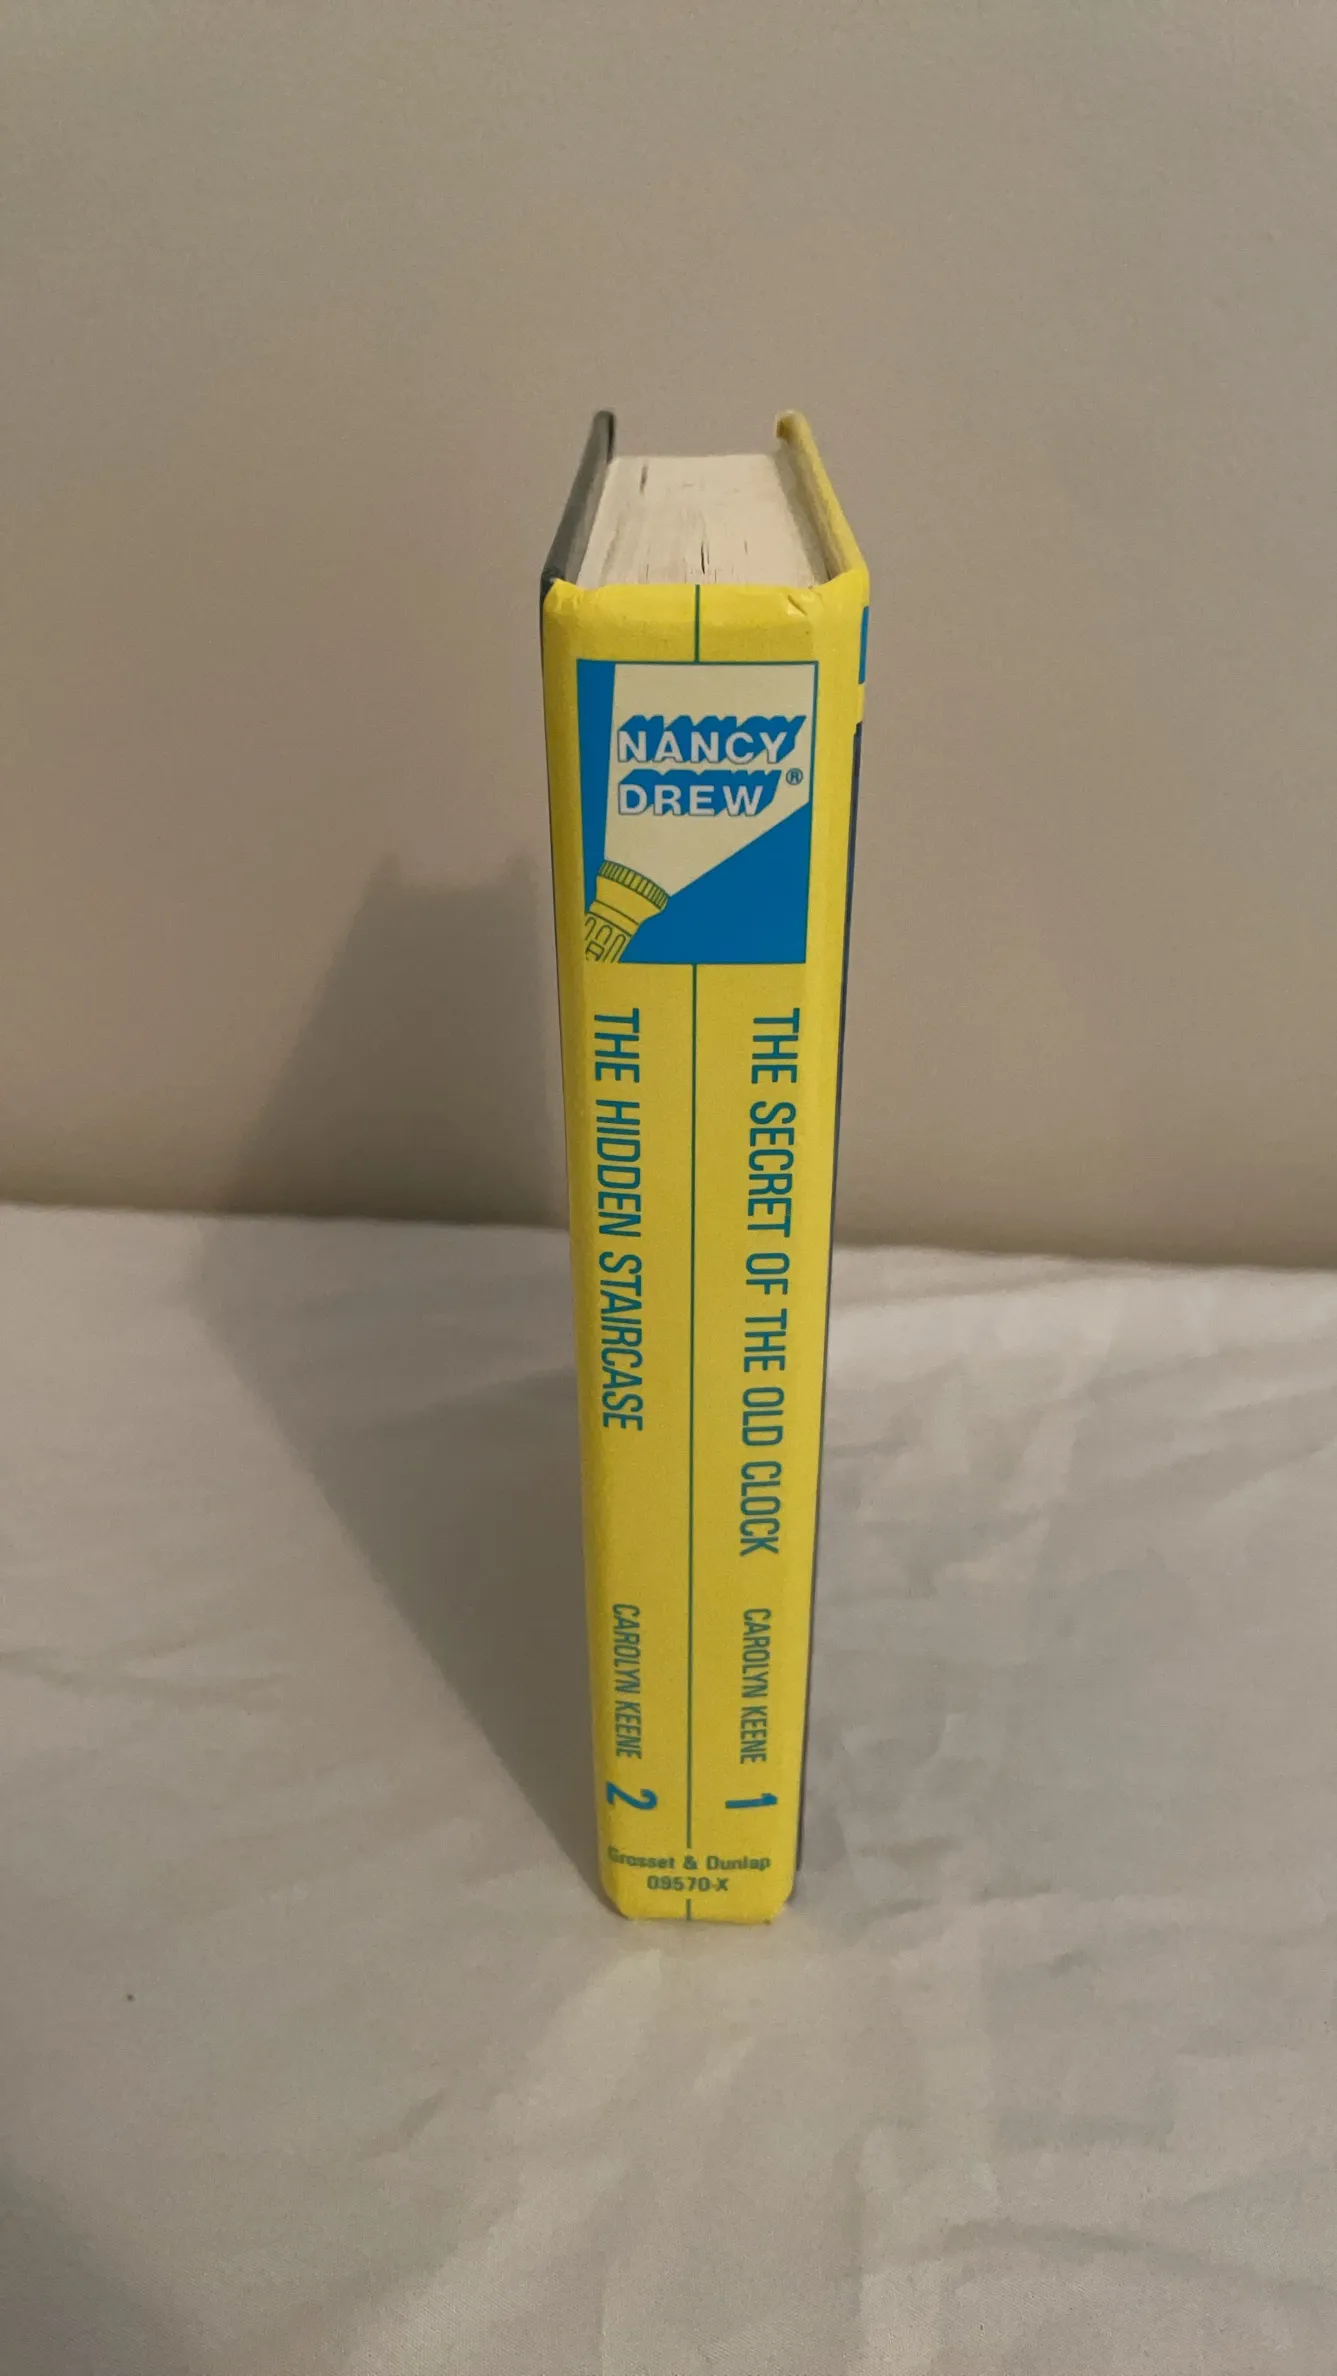 NANCY
DREW®
THE SECRET OF THE OLD CLOCK CAROLYN KEENE 1
THE HIDDEN STAIRCASE CAROLYN KEENE 2
Grosset & Dunlap
09570-X